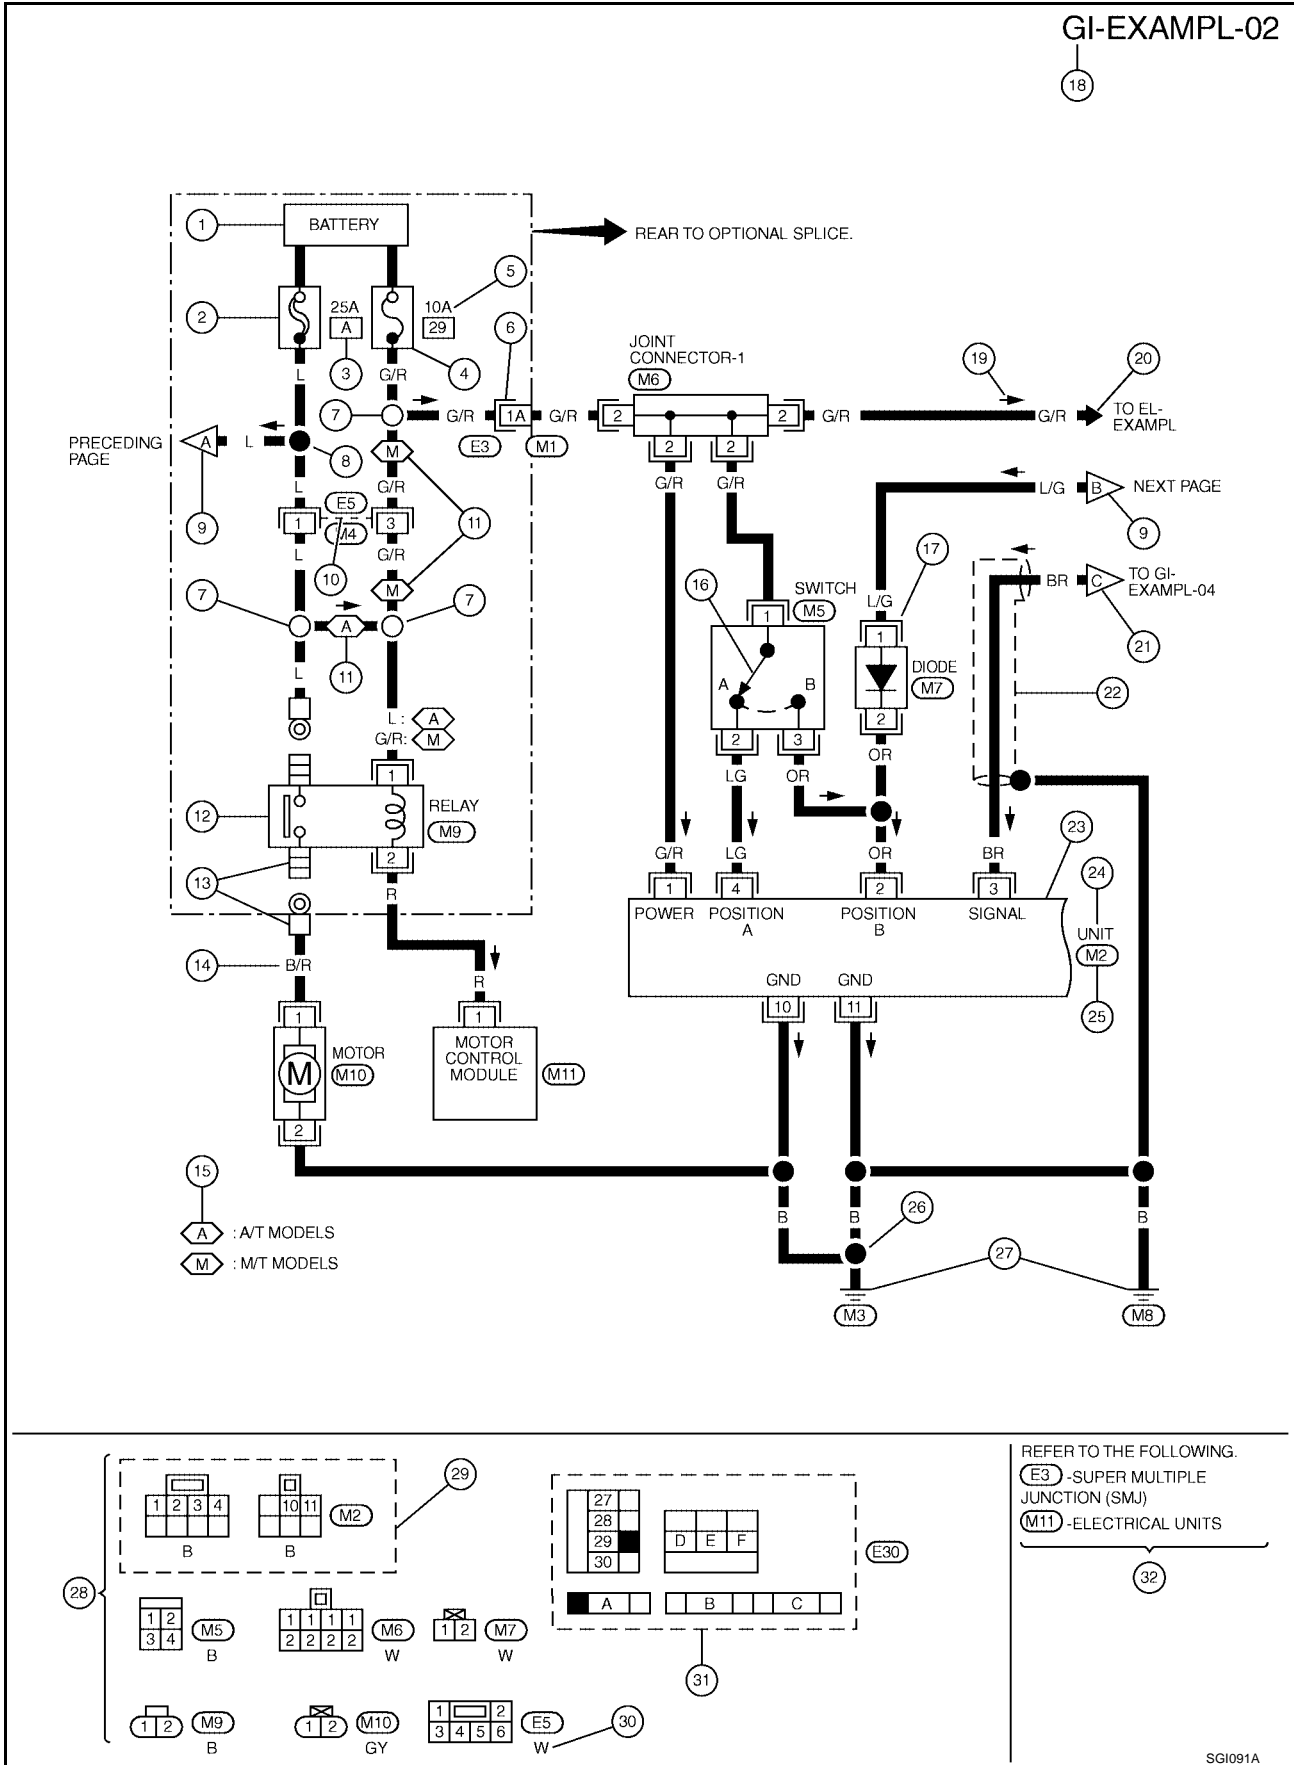 GI-EXAMPL-02
18
1
BATTERY
REAR TO OPTIONAL SPLICE.
5
2
25A
A
10A
29
6
3
4
L
G/R
JOINT
CONNECTOR-1
M6
19
20
7
G/R
1A
G/R
2
2
G/R
G/R
TO EL-
EXAMPL
E3
M1
PRECEDING
PAGE
A
L
8
M
2
2
L
G/R
G/R
G/R
L/G
B
NEXT PAGE
9
1
E5
M4
3
11
9
L
G/R
10
17
16
SWITCH
M5
BR
C
TO GI-
EXAMPL-04
7
M
7
1
L/G
A
1
21
L
11
A
B
DIODE
M7
22
L :
A
G/R:
M
2
3
2
LG
OR
OR
1
12
RELAY
M9
23
2
G/R
LG
OR
BR
13
R
1
4
2
3
24
POWER
POSITION
A
POSITION
B
SIGNAL
UNIT
M2
14
B/R
R
GND
GND
25
1
1
10
11
M
MOTOR
M10
MOTOR
CONTROL
MODULE
M11
2
15
A
: A/T MODELS
B
B
B
26
M
: M/T MODELS
27
M3
M8
28
1 2 3 4
B
10 11
B
M2
29
27
28
29
30
D E F
A
B
C
E30
31
REFER TO THE FOLLOWING.
E3 -SUPER MULTIPLE
JUNCTION (SMJ)
M11 -ELECTRICAL UNITS
32
1 2
3 4
M5
B
1 1 1 1
2 2 2 2
M6
W
1 2
M7
W
1 2
M9
B
1 2
M10
GY
1 2
3 4 5 6
E5
W
30
SGI091A